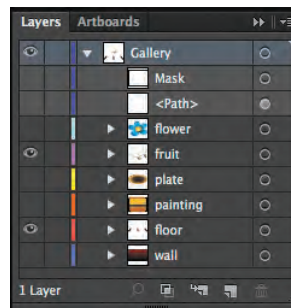 Layers Artboards
Gallery
Mask
<Path>
flower
fruit
plate
painting
floor
wall
1 Layer